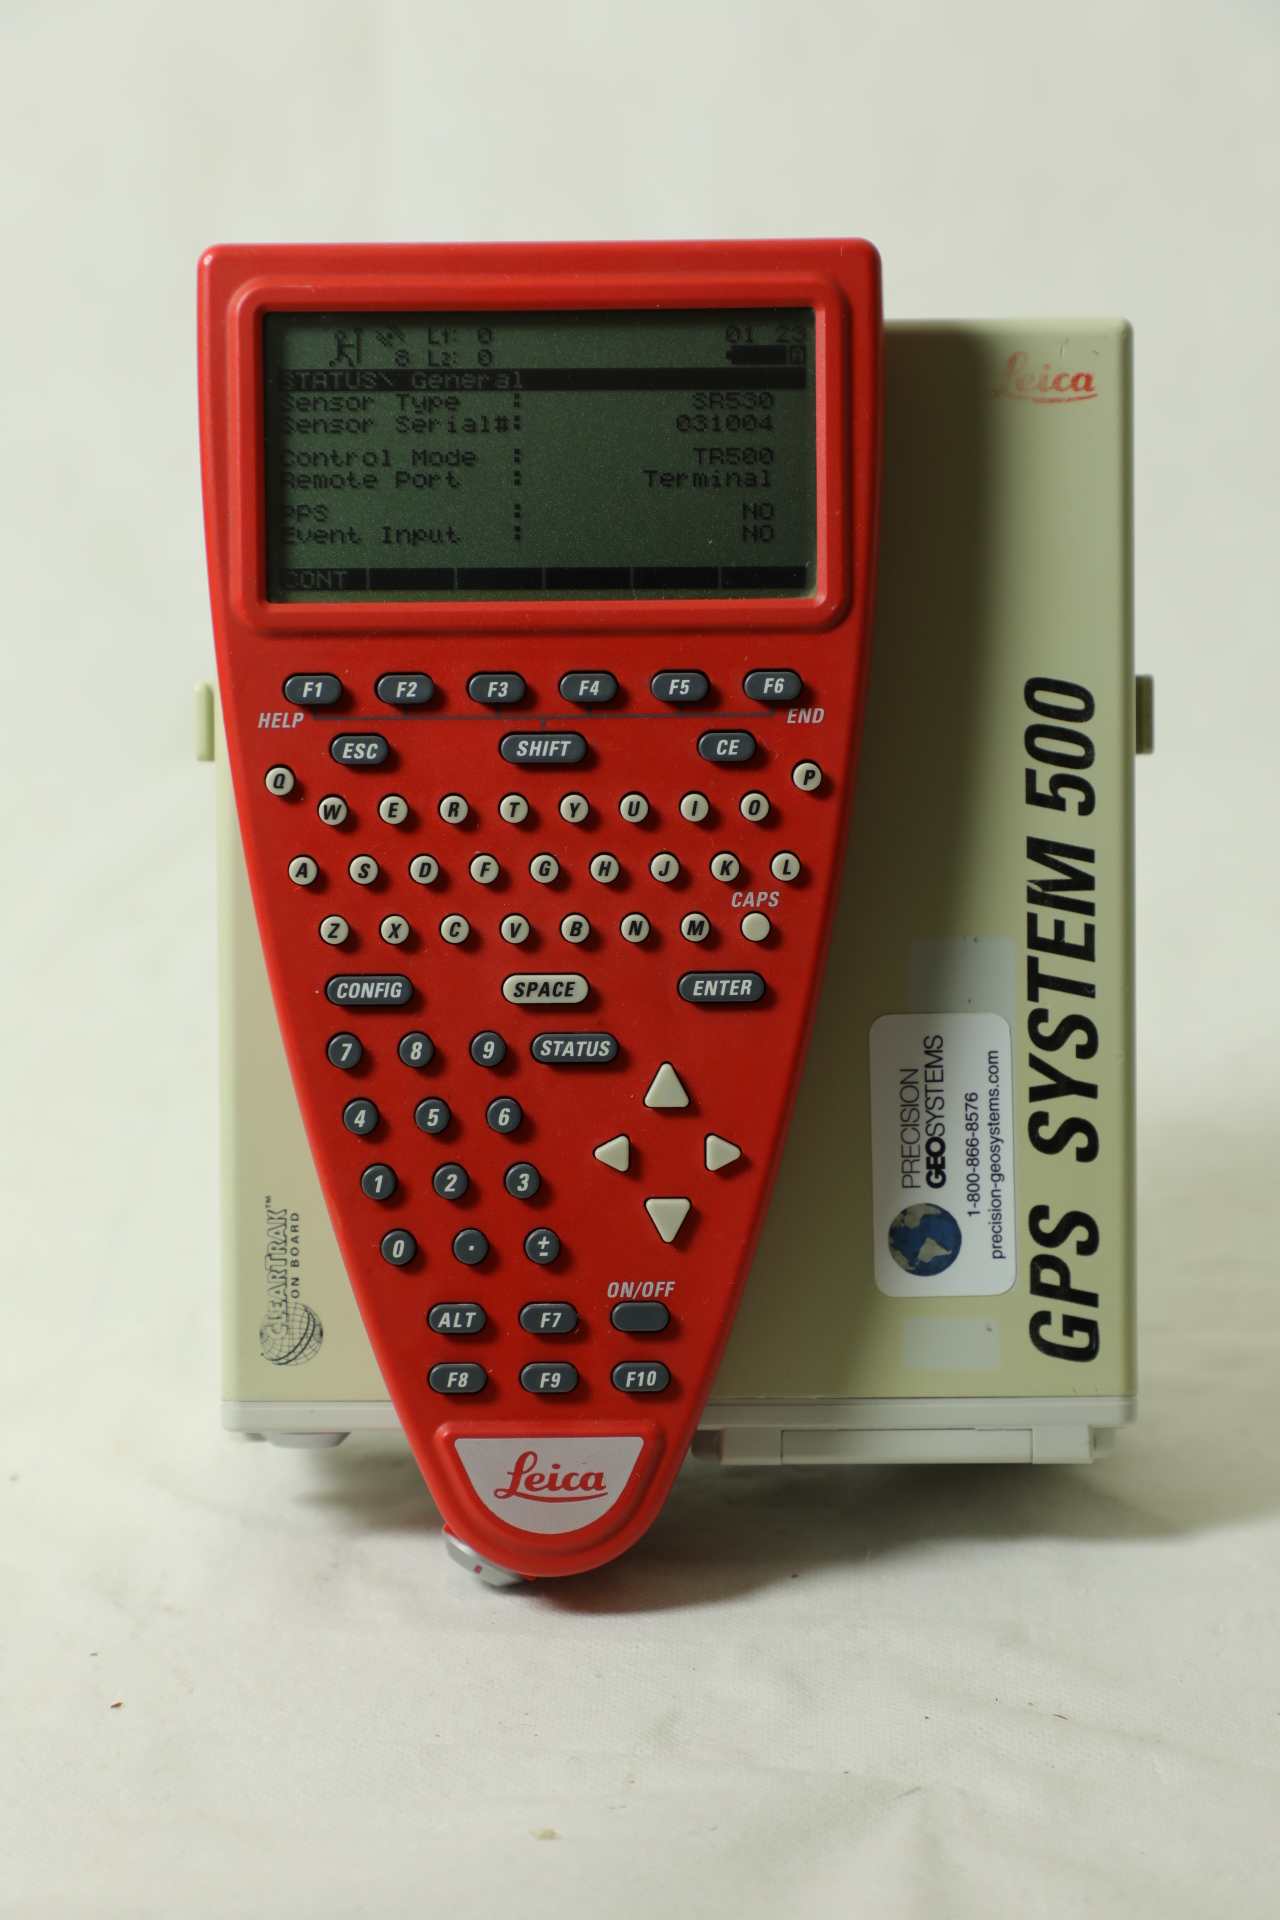 L1: 0 01 23
8 L2: 0 A
STATUS\ General
Sensor Type : SR530
Sensor Serial#: 031004
Control Mode : TR500
Remote Port : Terminal
PPS : NO
Event Input : NO
CONT
F1 F2 F3 F4 F5 F6
HELP END
ESC SHIFT CE
Q W E R T Y U I O P
A S D F G H J K L
CAPS
Z X C V B N M
CONFIG SPACE ENTER
7 8 9 STATUS
4 5 6
1 2 3
0 . ±
ON/OFF
ALT F7
F8 F9 F10
Leica
Leica
GPS SYSTEM 500
PRECISION
GEOSYSTEMS
1-800-866-8576
precision-geosystems.com
CLEARTRAK™
ON BOARD